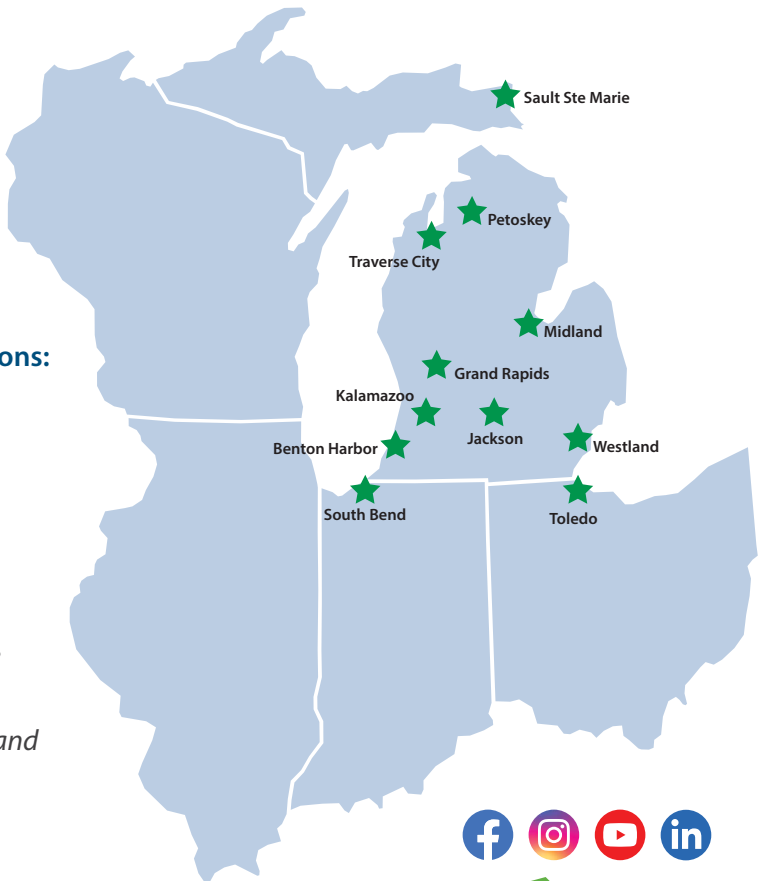 Sault Ste Marie
Petoskey
Traverse City
Midland
ons:
Grand Rapids
Kalamazoo
Jackson
Westland
Benton Harbor
South Bend
Toledo
and
f
in